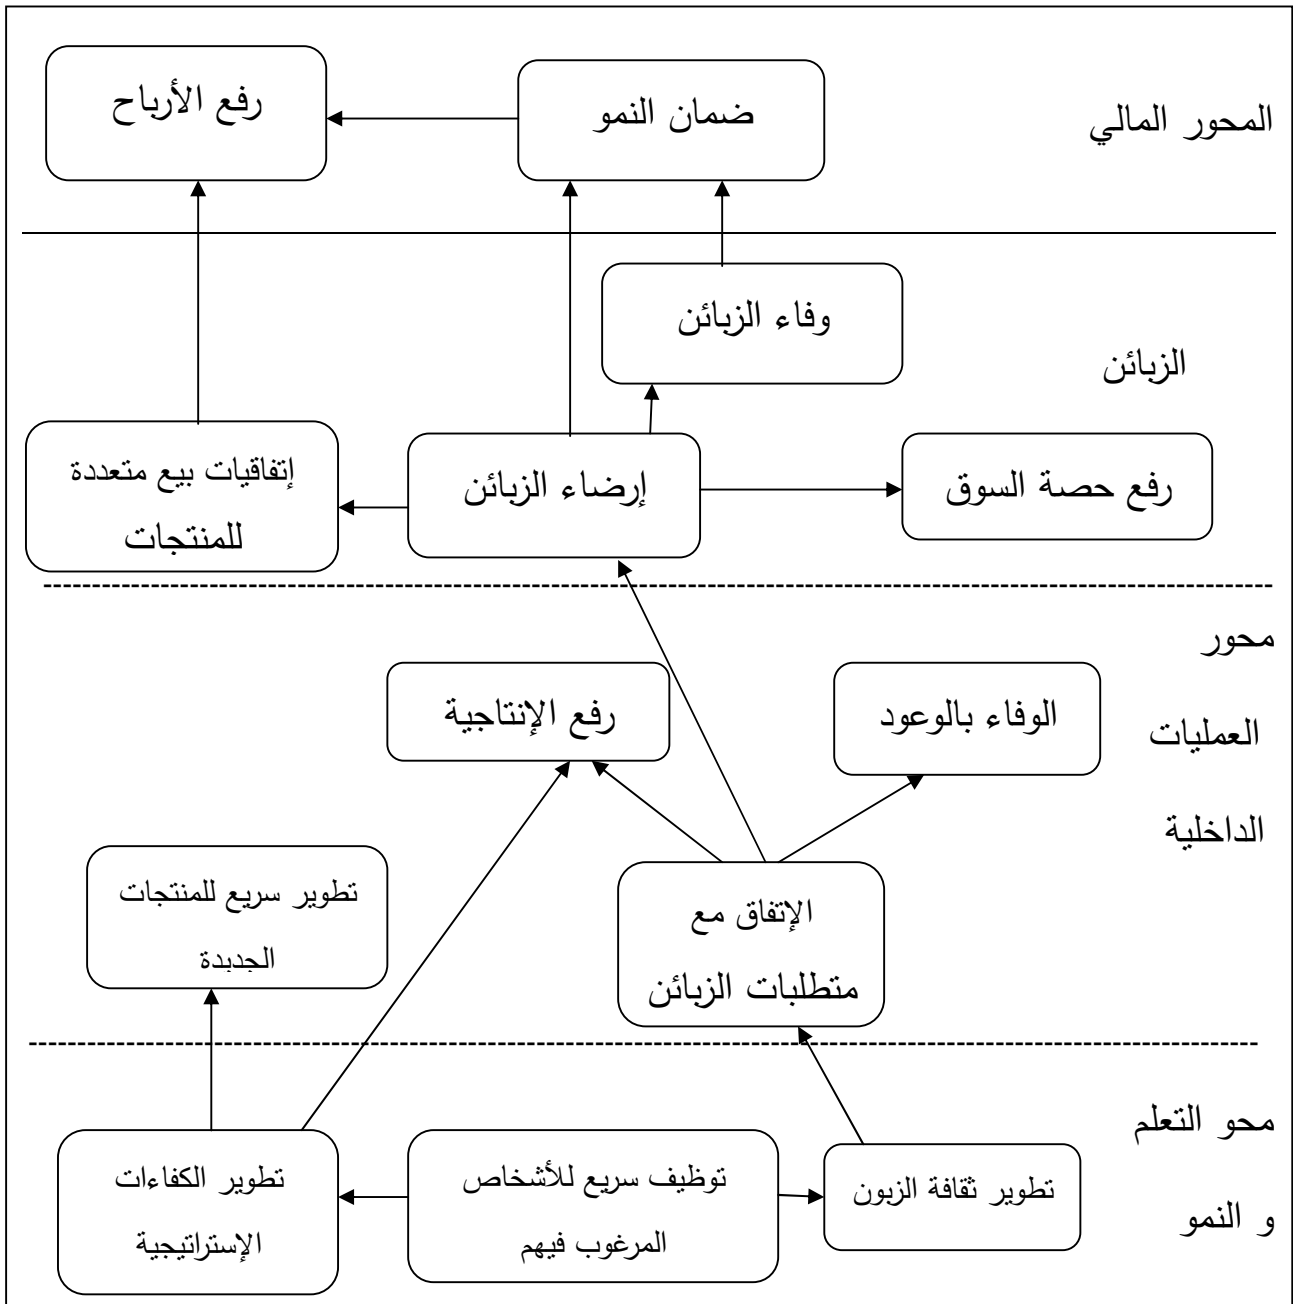 المحور المالي
ضمان النمو
رفع الأرباح
وفاء الزبائن
الزبائن
رفع حصة السوق
إرضاء الزبائن
إتفاقيات بيع متعددة
للمنتجات
محور
العمليات
الداخلية
الوفاء بالوعود
رفع الإنتاجية
الإتفاق مع
متطلبات الزبائن
تطوير سريع للمنتجات
الجديدة
محو التعلم
و النمو
تطوير ثقافة الزبون
توظيف سريع للأشخاص
المرغوب فيهم
تطوير الكفاءات
الإستراتيجية